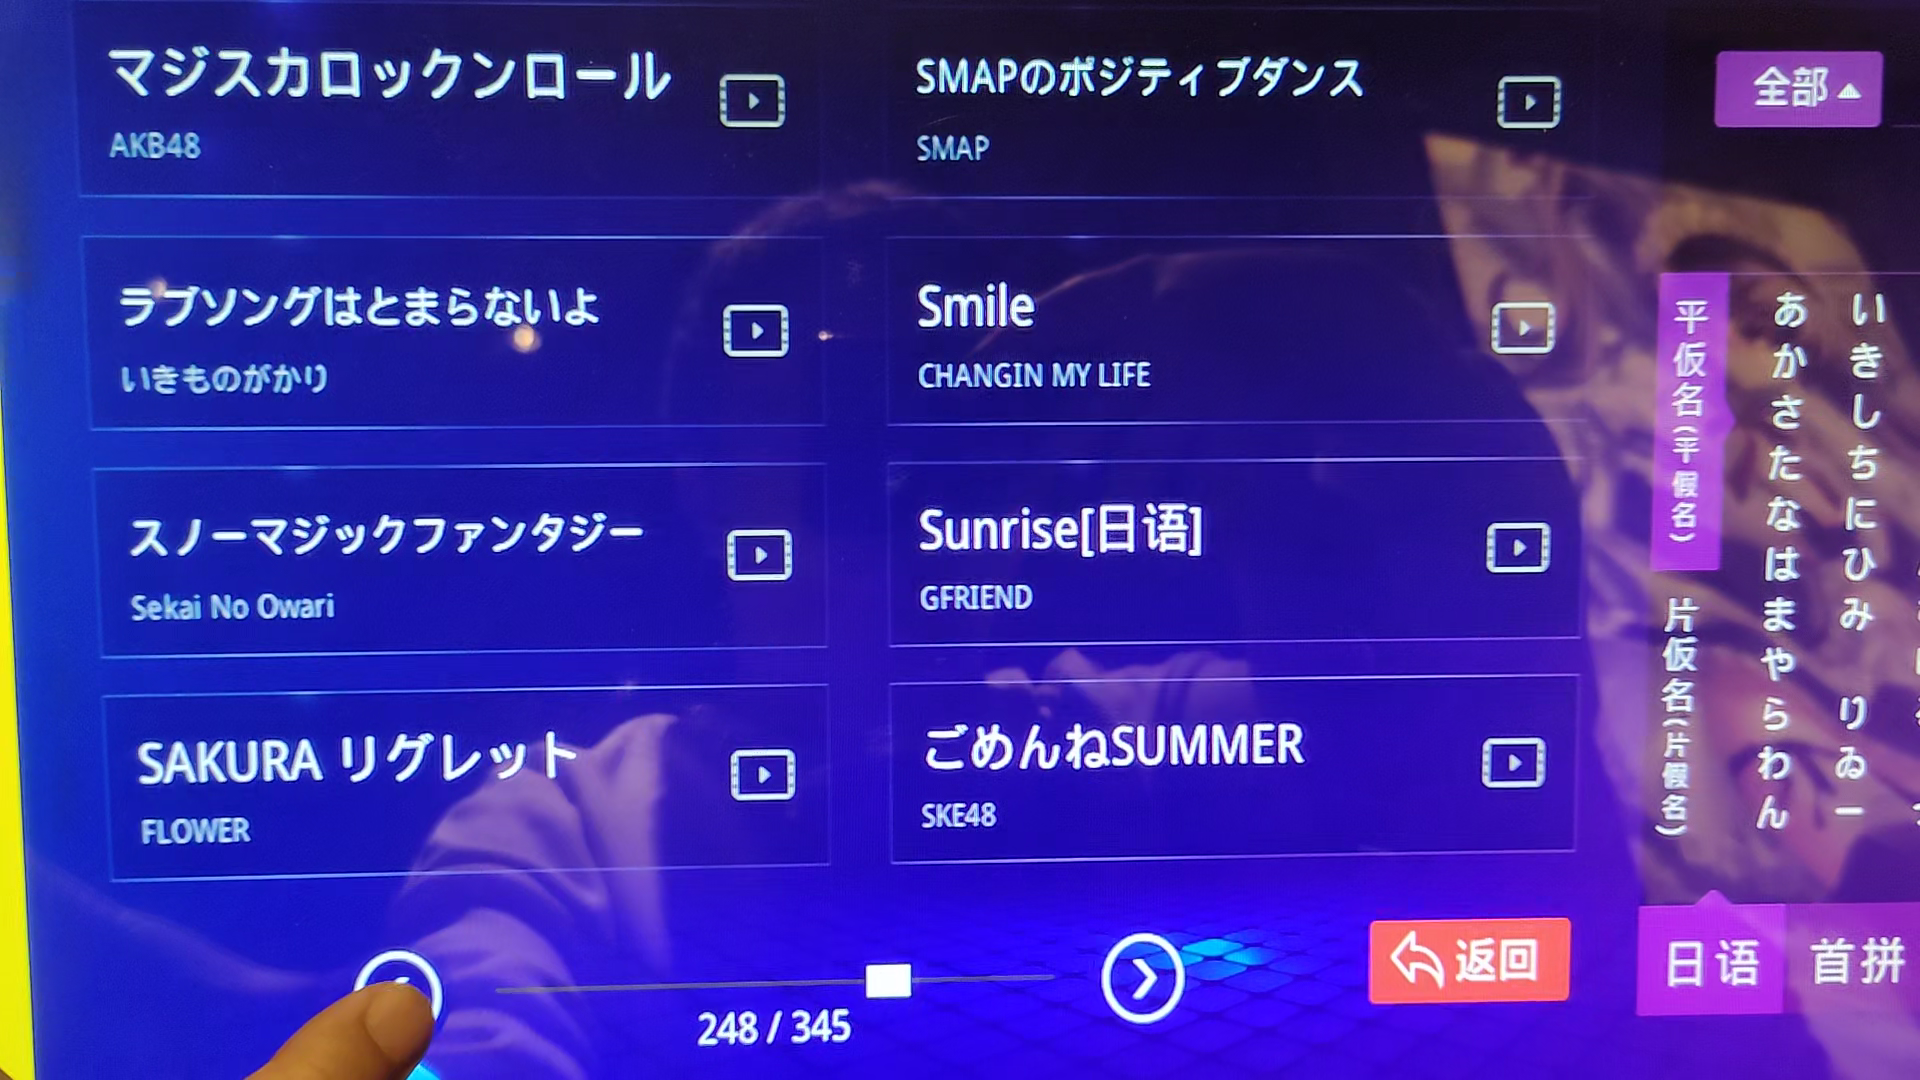 マジスカロックンロール
AKB48
SMAPのポジティブダンス
SMAP
ラブソングはとまらないよ
いきものがかり
Smile
CHANGIN MY LIFE
スノーマジックファンタジー
Sekai No Owari
Sunrise[日语]
GFRIEND
SAKURA リグレット
FLOWER
ごめんねSUMMER
SKE48
248 / 345
返回
全部
平仮名(平假名)
片仮名(片假名)
あかさたなはまやらわん
いきしちにひみ りゐー
日语
首拼